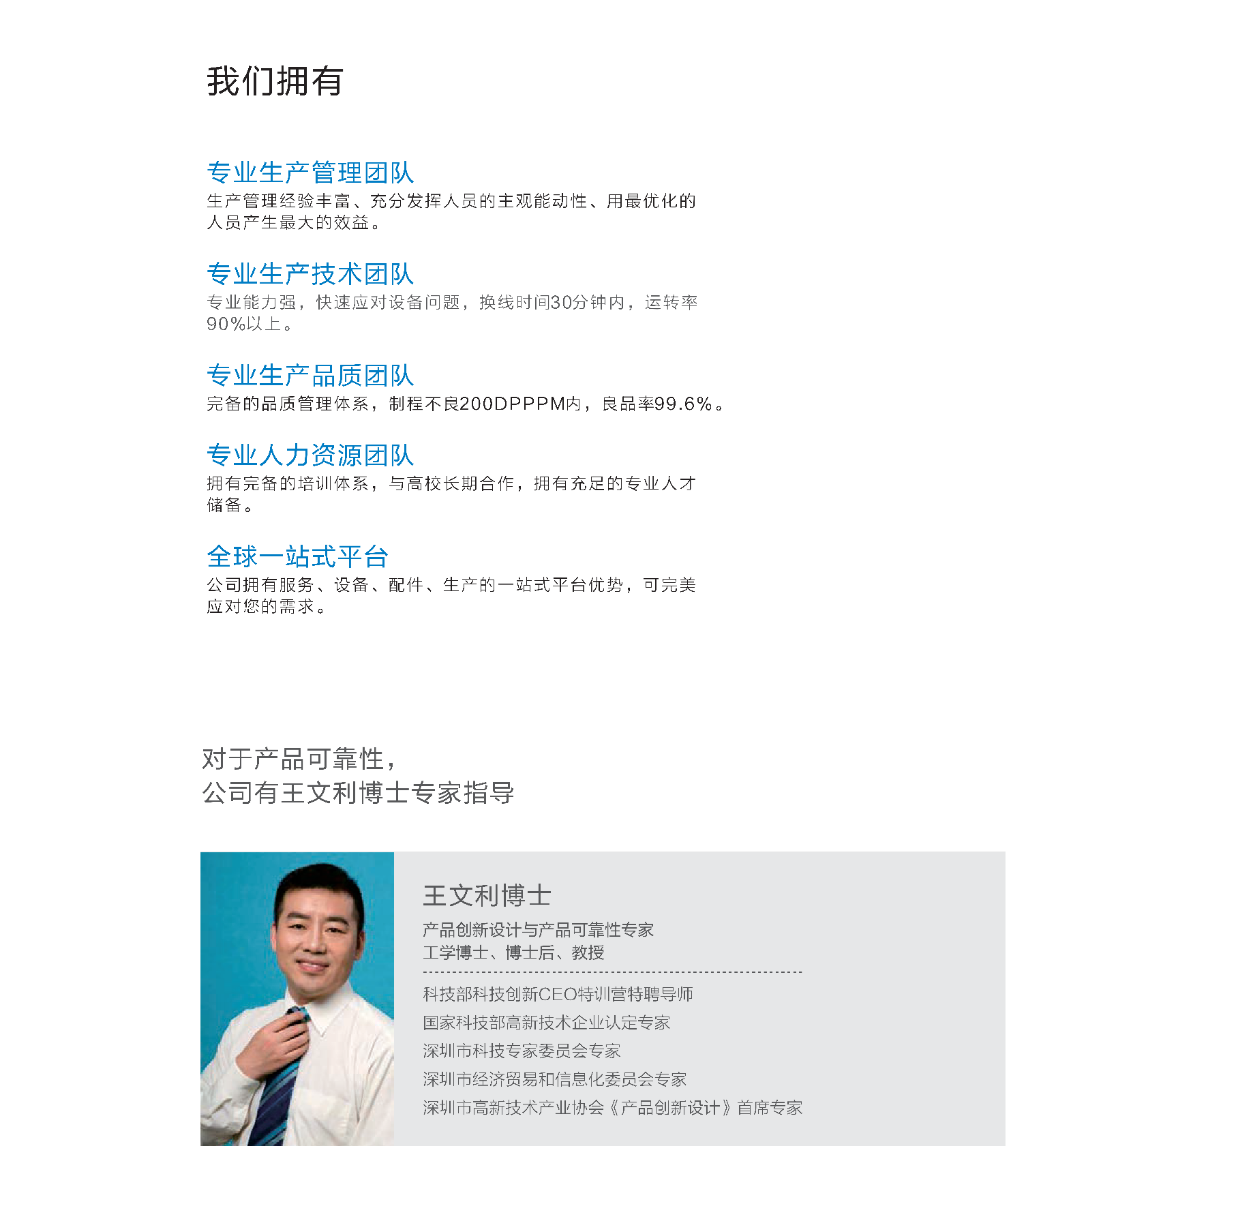 我们拥有
专业生产管理团队
生产管理经验丰富、充分发挥人员的主观能动性、用最优化的
人员产生最大的效益。
专业生产技术团队
专业能力强，快速应对设备问题，换线时间30分钟内，运转率
90%以上。
专业生产品质团队
完备的品质管理体系，制程不良200DPPPM内，良品率99.6%。
专业人力资源团队
拥有完备的培训体系，与高校长期合作，拥有充足的专业人才
储备。
全球一站式平台
公司拥有服务、设备、配件、生产的一站式平台优势，可完美
应对您的需求。
对于产品可靠性，
公司有王文利博士专家指导
王文利博士
产品创新设计与产品可靠性专家
工学博士、博士后、教授
科技部科技创新CEO特训营特聘导师
国家科技部高新技术企业认定专家
深圳市科技专家委员会专家
深圳市经济贸易和信息化委员会专家
深圳市高新技术产业协会《产品创新设计》首席专家